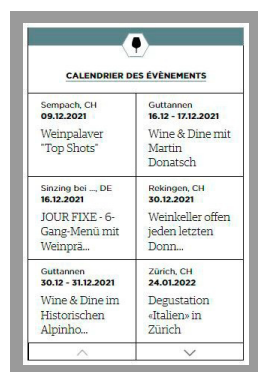 CALENDRIER DES ÉVÈNEMENTS
Sempach, CH
09.12.2021
Weinpalaver
"Top Shots"
Guttannen
16.12 - 17.12.2021
Wine & Dine mit
Martin
Donatsch
Sinzing bei ..., DE
16.12.2021
JOUR FIXE - 6-
Gang-Menü mit
Weinprä...
Rekingen, CH
30.12.2021
Weinkeller offen
jeden letzten
Donn...
Guttannen
30.12 - 31.12.2021
Wine & Dine im
Historischen
Alpinho...
Zürich, CH
24.01.2022
Degustation
«Italien» in
Zürich